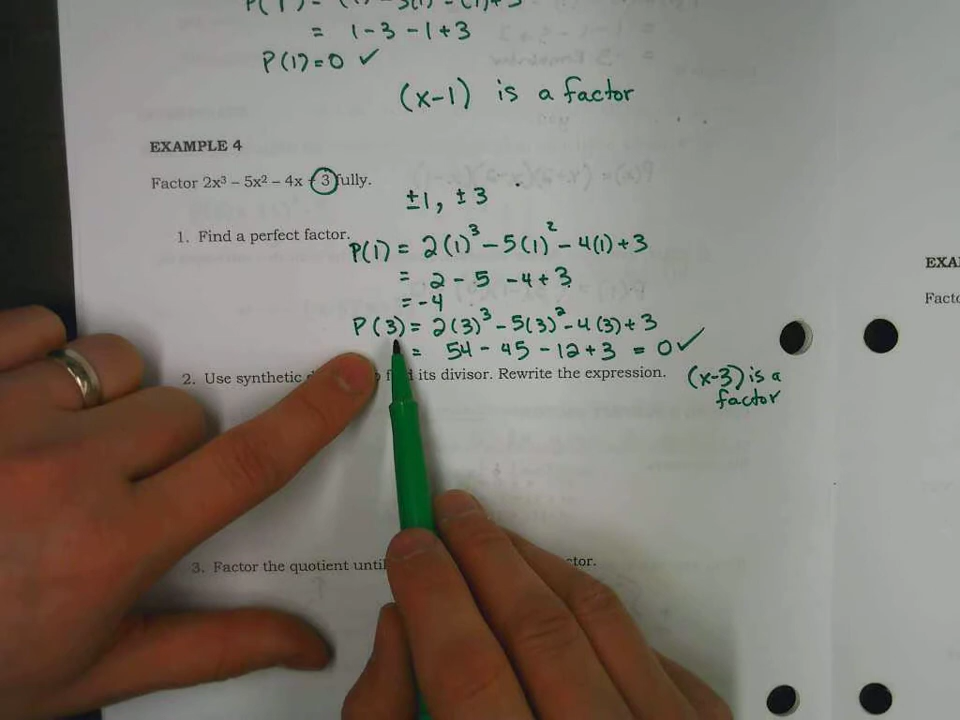 = 1 - 3 - 1 + 3
P(1) = 0 ✓
(x-1) is a factor
EXAMPLE 4
Factor 2x³ – 5x² – 4x + 3 fully.
±1, ±3
1. Find a perfect factor.
P(1) = 2(1)³ - 5(1)² - 4(1) + 3
= 2 - 5 - 4 + 3
= -4
P(3) = 2(3)³ - 5(3)² - 4(3) + 3
= 54 - 45 - 12 + 3 = 0 ✓
2. Use synthetic its divisor. Rewrite the expression.
(x-3) is a
factor
3. Factor the quotient